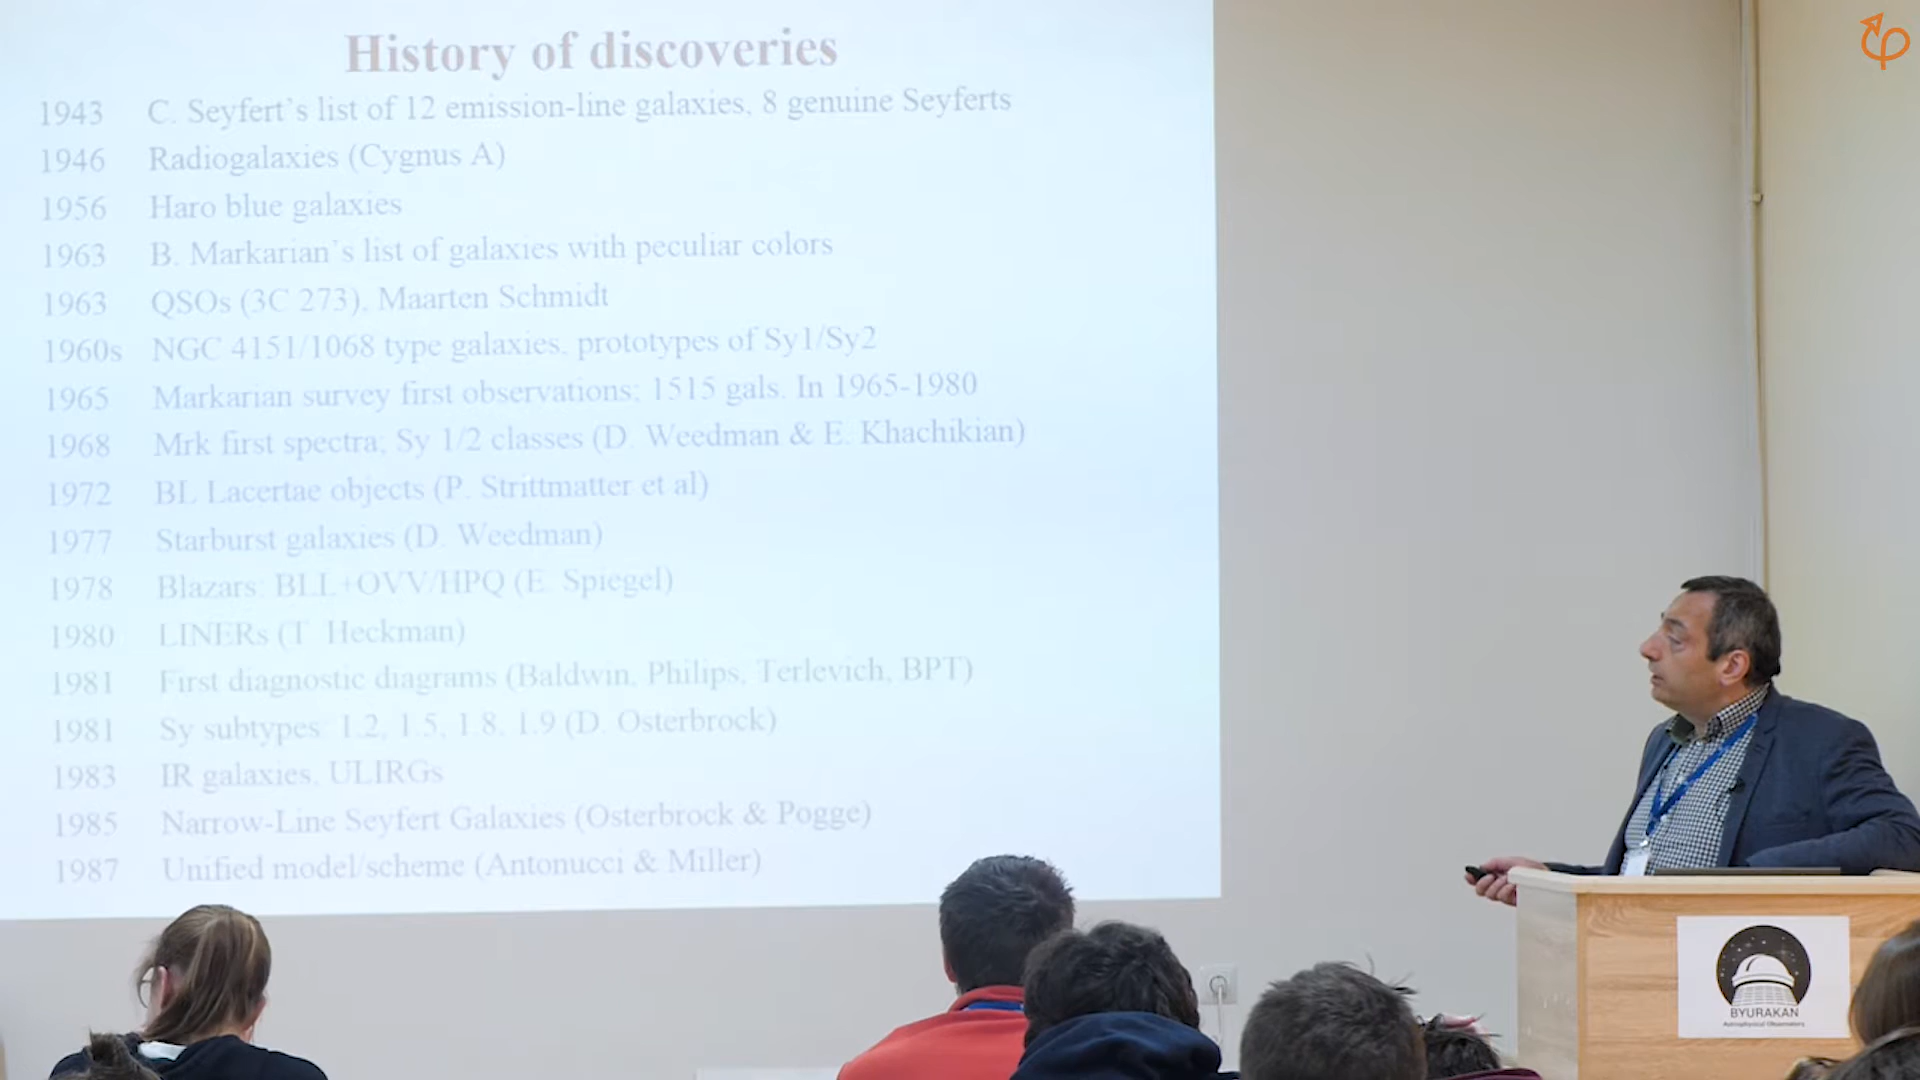 History of discoveries
1943 C. Seyfert's list of 12 emission-line galaxies, 8 genuine Seyferts
1946 Radiogalaxies (Cygnus A)
1956 Haro blue galaxies
1963 B. Markarian's list of galaxies with peculiar colors
1963 QSOs (3C 273), Maarten Schmidt
1960s NGC 4151/1068 type galaxies, prototypes of Sy1/Sy2
1965 Markarian survey first observations; 1515 gals. In 1965-1980
1968 Mrk first spectra; Sy 1/2 classes (D. Weedman & E. Khachikian)
1972 BL Lacertae objects (P. Strittmatter et al)
1977 Starburst galaxies (D. Weedman)
1978 Blazars: BLL+OVV/HPQ (E. Spiegel)
1980 LINERs (T. Heckman)
1981 First diagnostic diagrams (Baldwin, Philips, Terlevich, BPT)
1981 Sy subtypes: 1.2, 1.5, 1.8, 1.9 (D. Osterbrock)
1983 IR galaxies, ULIRGs
1985 Narrow-Line Seyfert Galaxies (Osterbrock & Pogge)
1987 Unified model/scheme (Antonucci & Miller)
BYURAKAN
Astrophysical Observatory